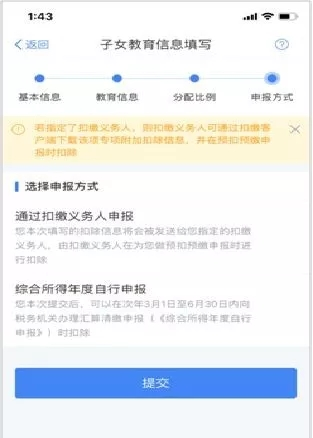 1:43
返回
子女教育信息填写
基本信息
教育信息
分配比例
申报方式
若指定了扣缴义务人，则扣缴义务人可通过扣缴客
户端下载该项专项附加扣除信息，并在预扣预缴申
报时扣除
选择申报方式
通过扣缴义务人申报
您本次填写的扣除信息将会被发送给您指定的扣缴
义务人，由扣缴义务人在为您做预扣预缴申报时进
行扣除
综合所得年度自行申报
您本次提交后，可以在次年3月1日至6月30日内向
税务机关办理汇算清缴申报（《综合所得年度自行
申报》）时扣除
提交